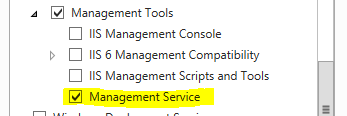 Management Tools
IIS Management Console
IIS 6 Management Compatibility
IIS Management Scripts and Tools
Management Service